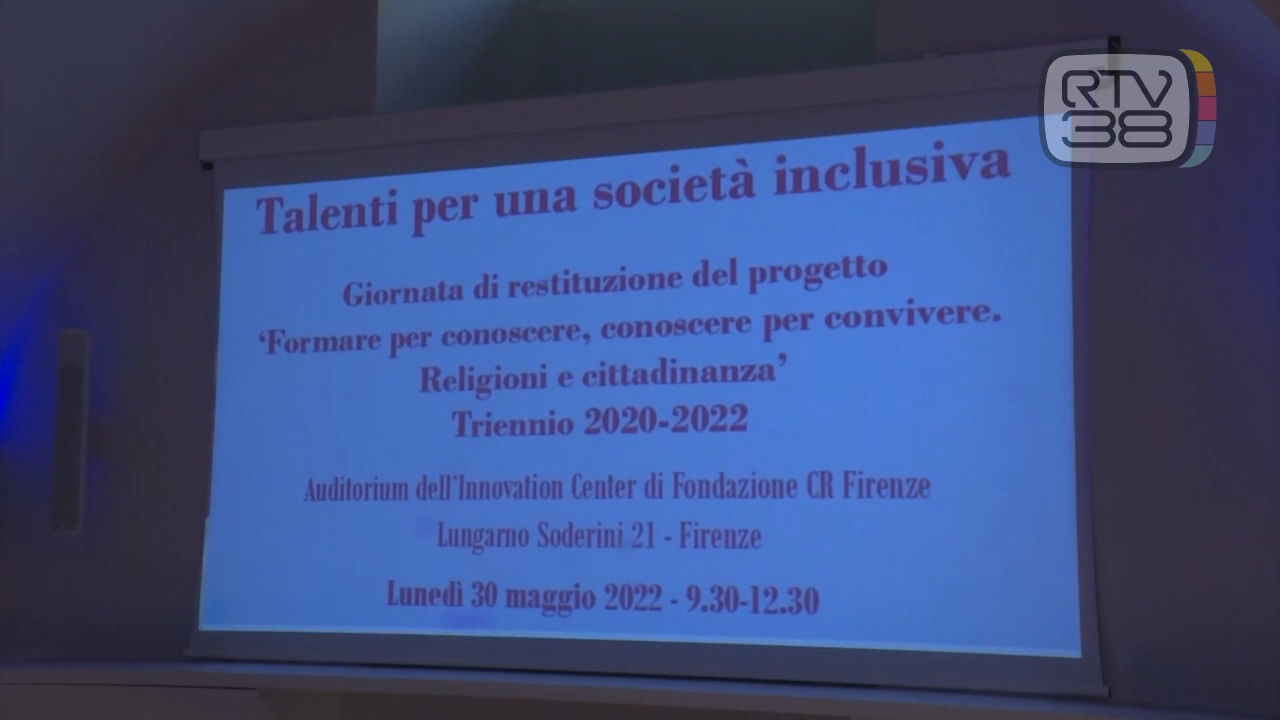 RTV
38
Talenti per una società inclusiva
Giornata di restituzione del progetto
‘Formare per conoscere, conoscere per convivere.
Religioni e cittadinanza’
Triennio 2020-2022
Auditorium dell'Innovation Center di Fondazione CR Firenze
Lungarno Soderini 21 - Firenze
Lunedì 30 maggio 2022 - 9.30-12.30